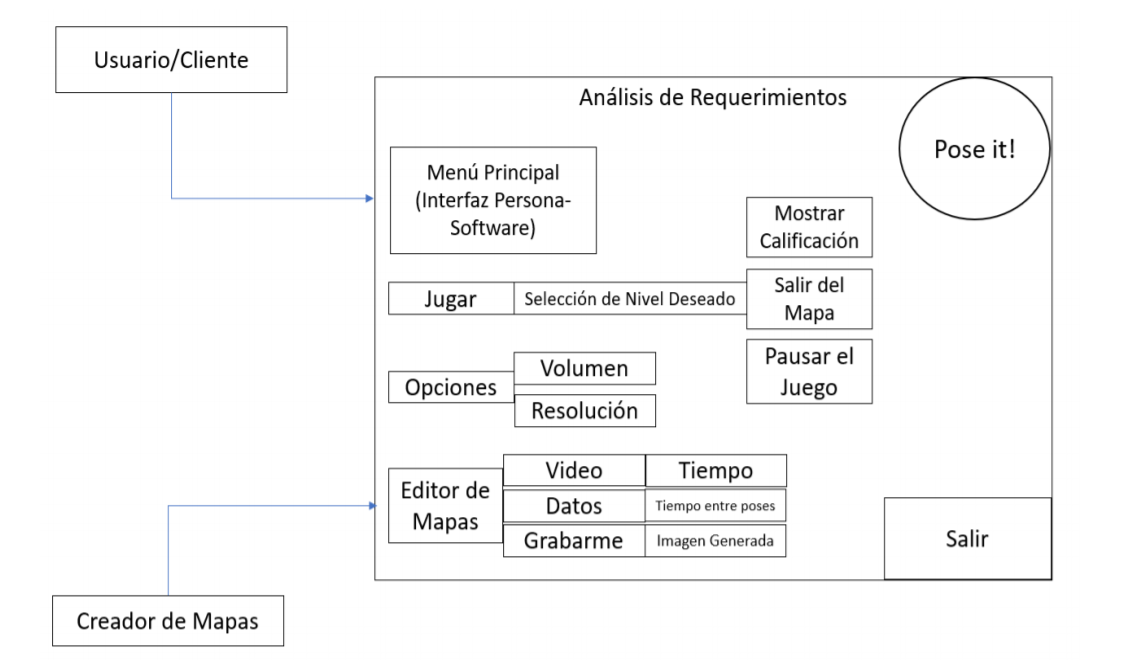 Usuario/Cliente
Análisis de Requerimientos
Pose it!
Menú Principal
(Interfaz Persona-
Software)
Mostrar
Calificación
Jugar
Selección de Nivel Deseado
Salir del
Mapa
Pausar el
Juego
Opciones
Volumen
Resolución
Editor de
Mapas
Video
Tiempo
Datos
Tiempo entre poses
Grabarme
Imagen Generada
Salir
Creador de Mapas